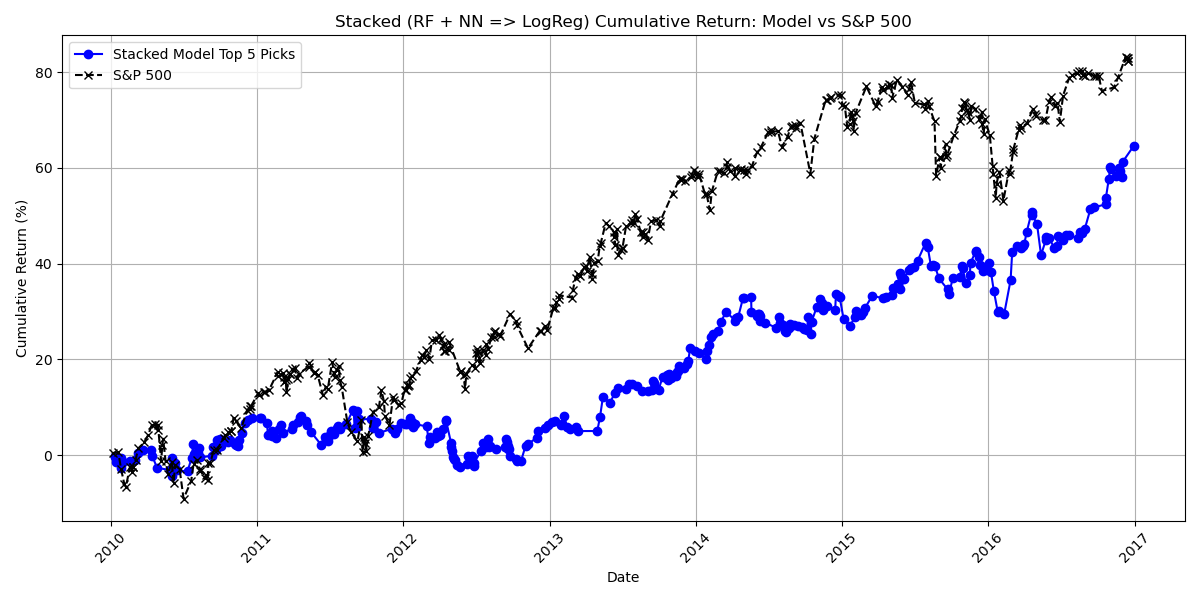 Stacked (RF + NN => LogReg) Cumulative Return: Model vs S&P 500
Stacked Model Top 5 Picks
S&P 500
Cumulative Return (%)
80
60
40
20
0
2010
2011
2012
2013
2014
2015
2016
2017
Date